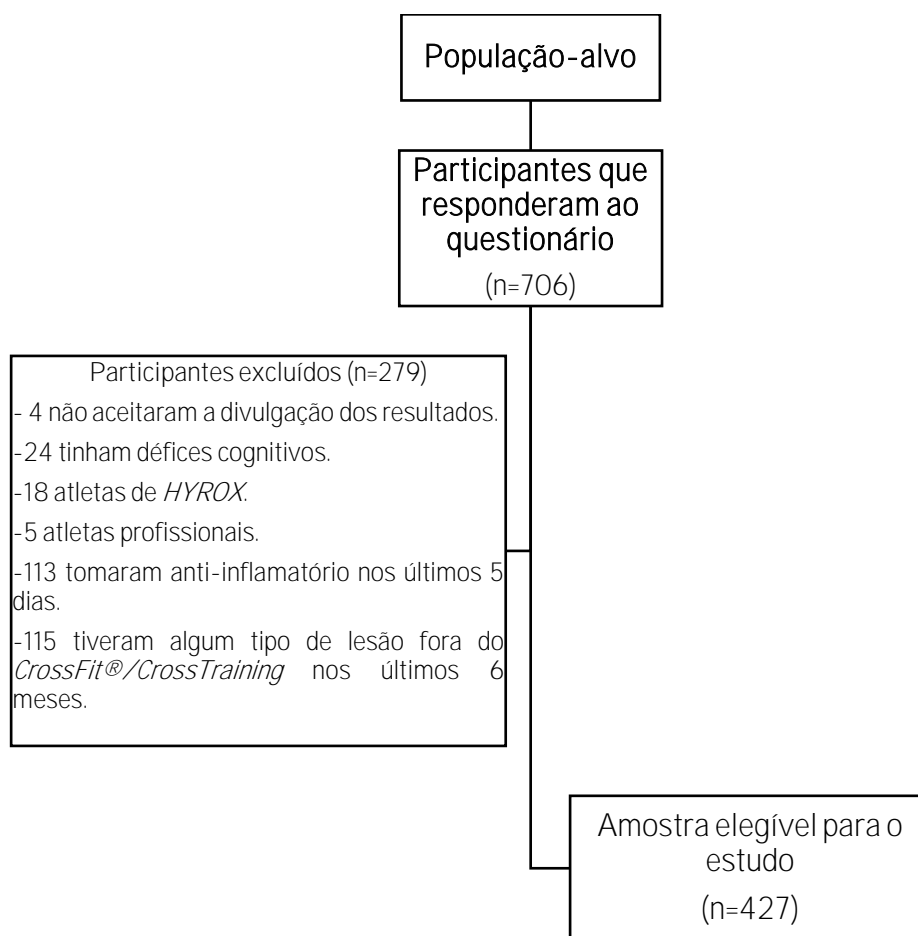 População-alvo
Participantes que
responderam ao
questionário
(n=706)
Participantes excluídos (n=279)
- 4 não aceitaram a divulgação dos resultados.
-24 tinham défices cognitivos.
-18 atletas de HYROX.
-5 atletas profissionais.
-113 tomaram anti-inflamatório nos últimos 5
dias.
-115 tiveram algum tipo de lesão fora do
CrossFit®/CrossTraining nos últimos 6
meses.
Amostra elegível para o
estudo
(n=427)